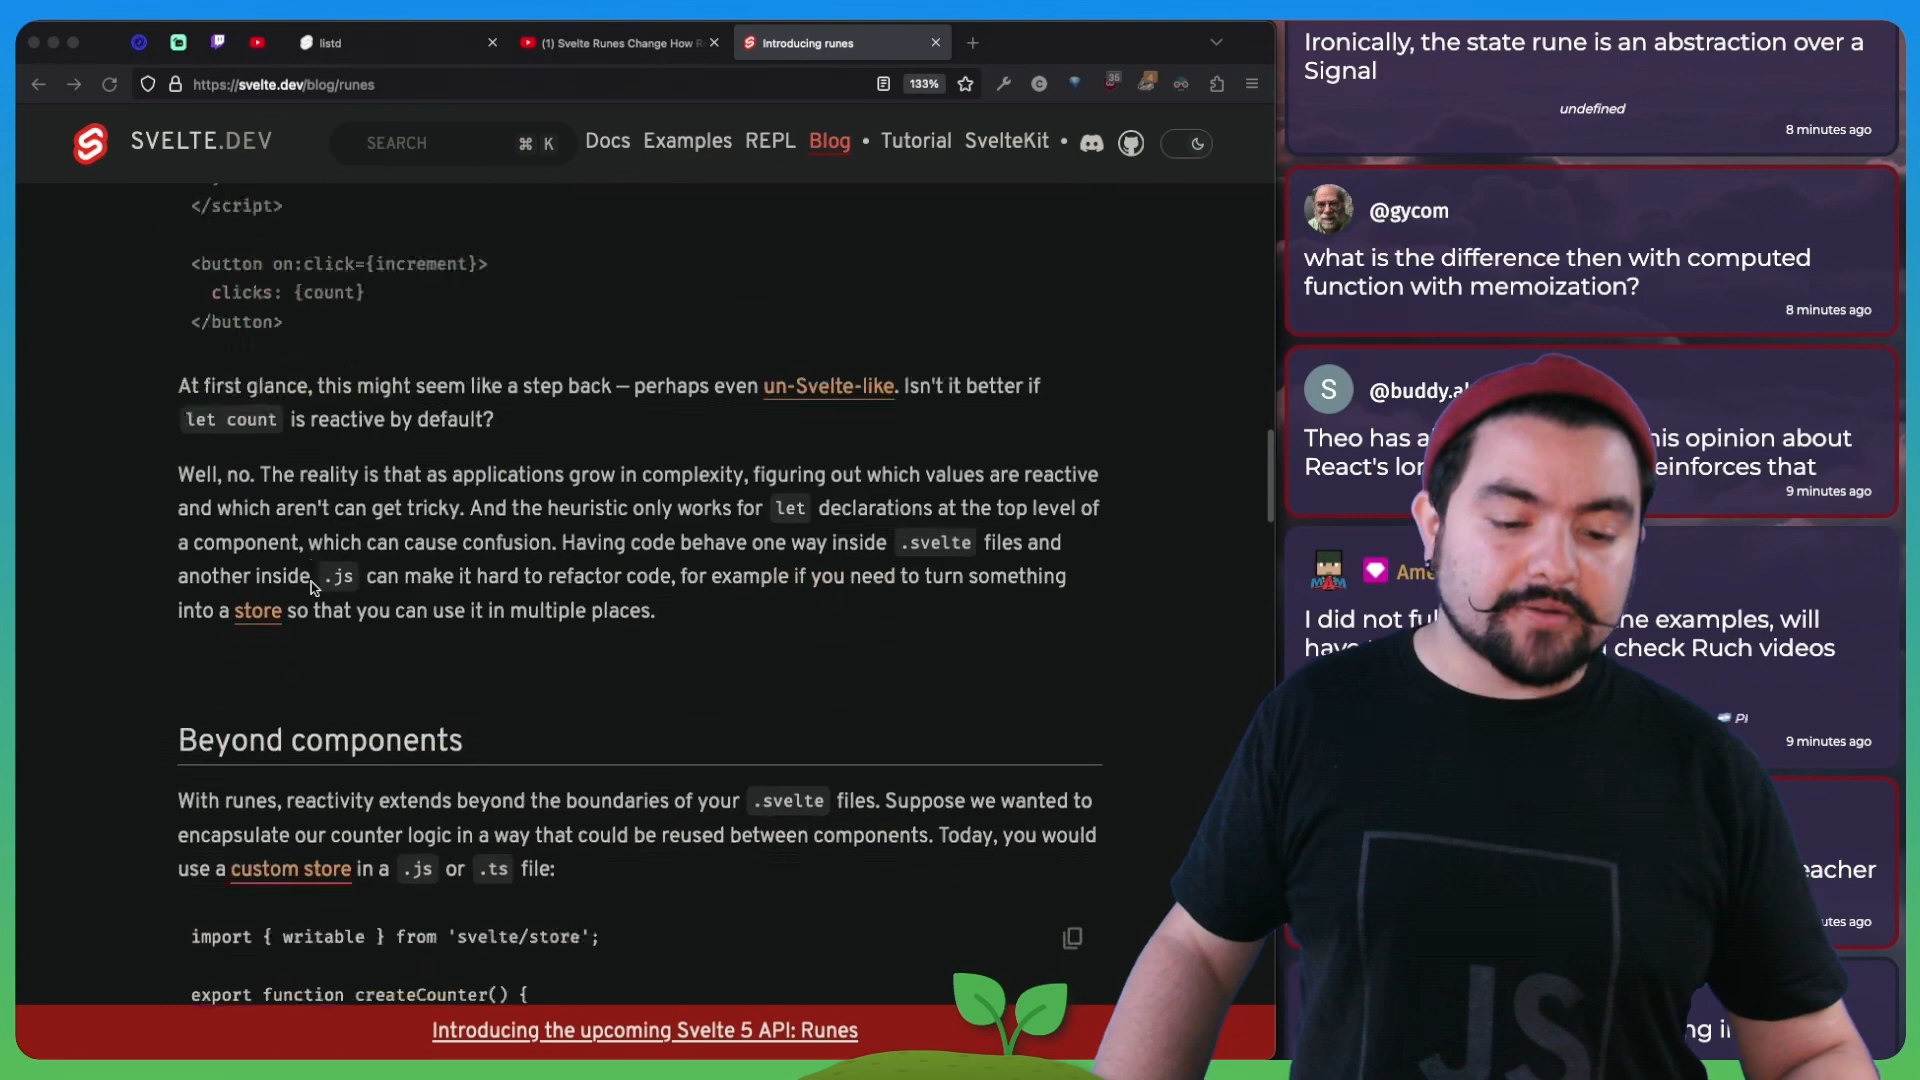 listd
(1) Svelte Runes Change How R
Introducing runes
https://svelte.dev/blog/runes
133%
35
4
SVELTE.DEV
SEARCH
⌘ K
Docs Examples REPL Blog • Tutorial SvelteKit •
</script>
<button on:click={increment}>
clicks: {count}
</button>
At first glance, this might seem like a step back — perhaps even un-Svelte-like. Isn't it better if
let count is reactive by default?
Well, no. The reality is that as applications grow in complexity, figuring out which values are reactive
and which aren't can get tricky. And the heuristic only works for let declarations at the top level of
a component, which can cause confusion. Having code behave one way inside .svelte files and
another inside .js can make it hard to refactor code, for example if you need to turn something
into a store so that you can use it in multiple places.
Beyond components
With runes, reactivity extends beyond the boundaries of your .svelte files. Suppose we wanted to
encapsulate our counter logic in a way that could be reused between components. Today, you would
use a custom store in a .js or .ts file:
import { writable } from 'svelte/store';
export function createCounter() {
Introducing the upcoming Svelte 5 API: Runes
Ironically, the state rune is an abstraction over a
Signal
undefined
8 minutes ago
@gycom
what is the difference then with computed
function with memoization?
8 minutes ago
S
@buddy.a
Theo has a his opinion about
React's lo einforces that
9 minutes ago
MAM
Am
I did not fu ne examples, will
hav check Ruch videos
9 minutes ago
eacher
utes ago
ng i
JS